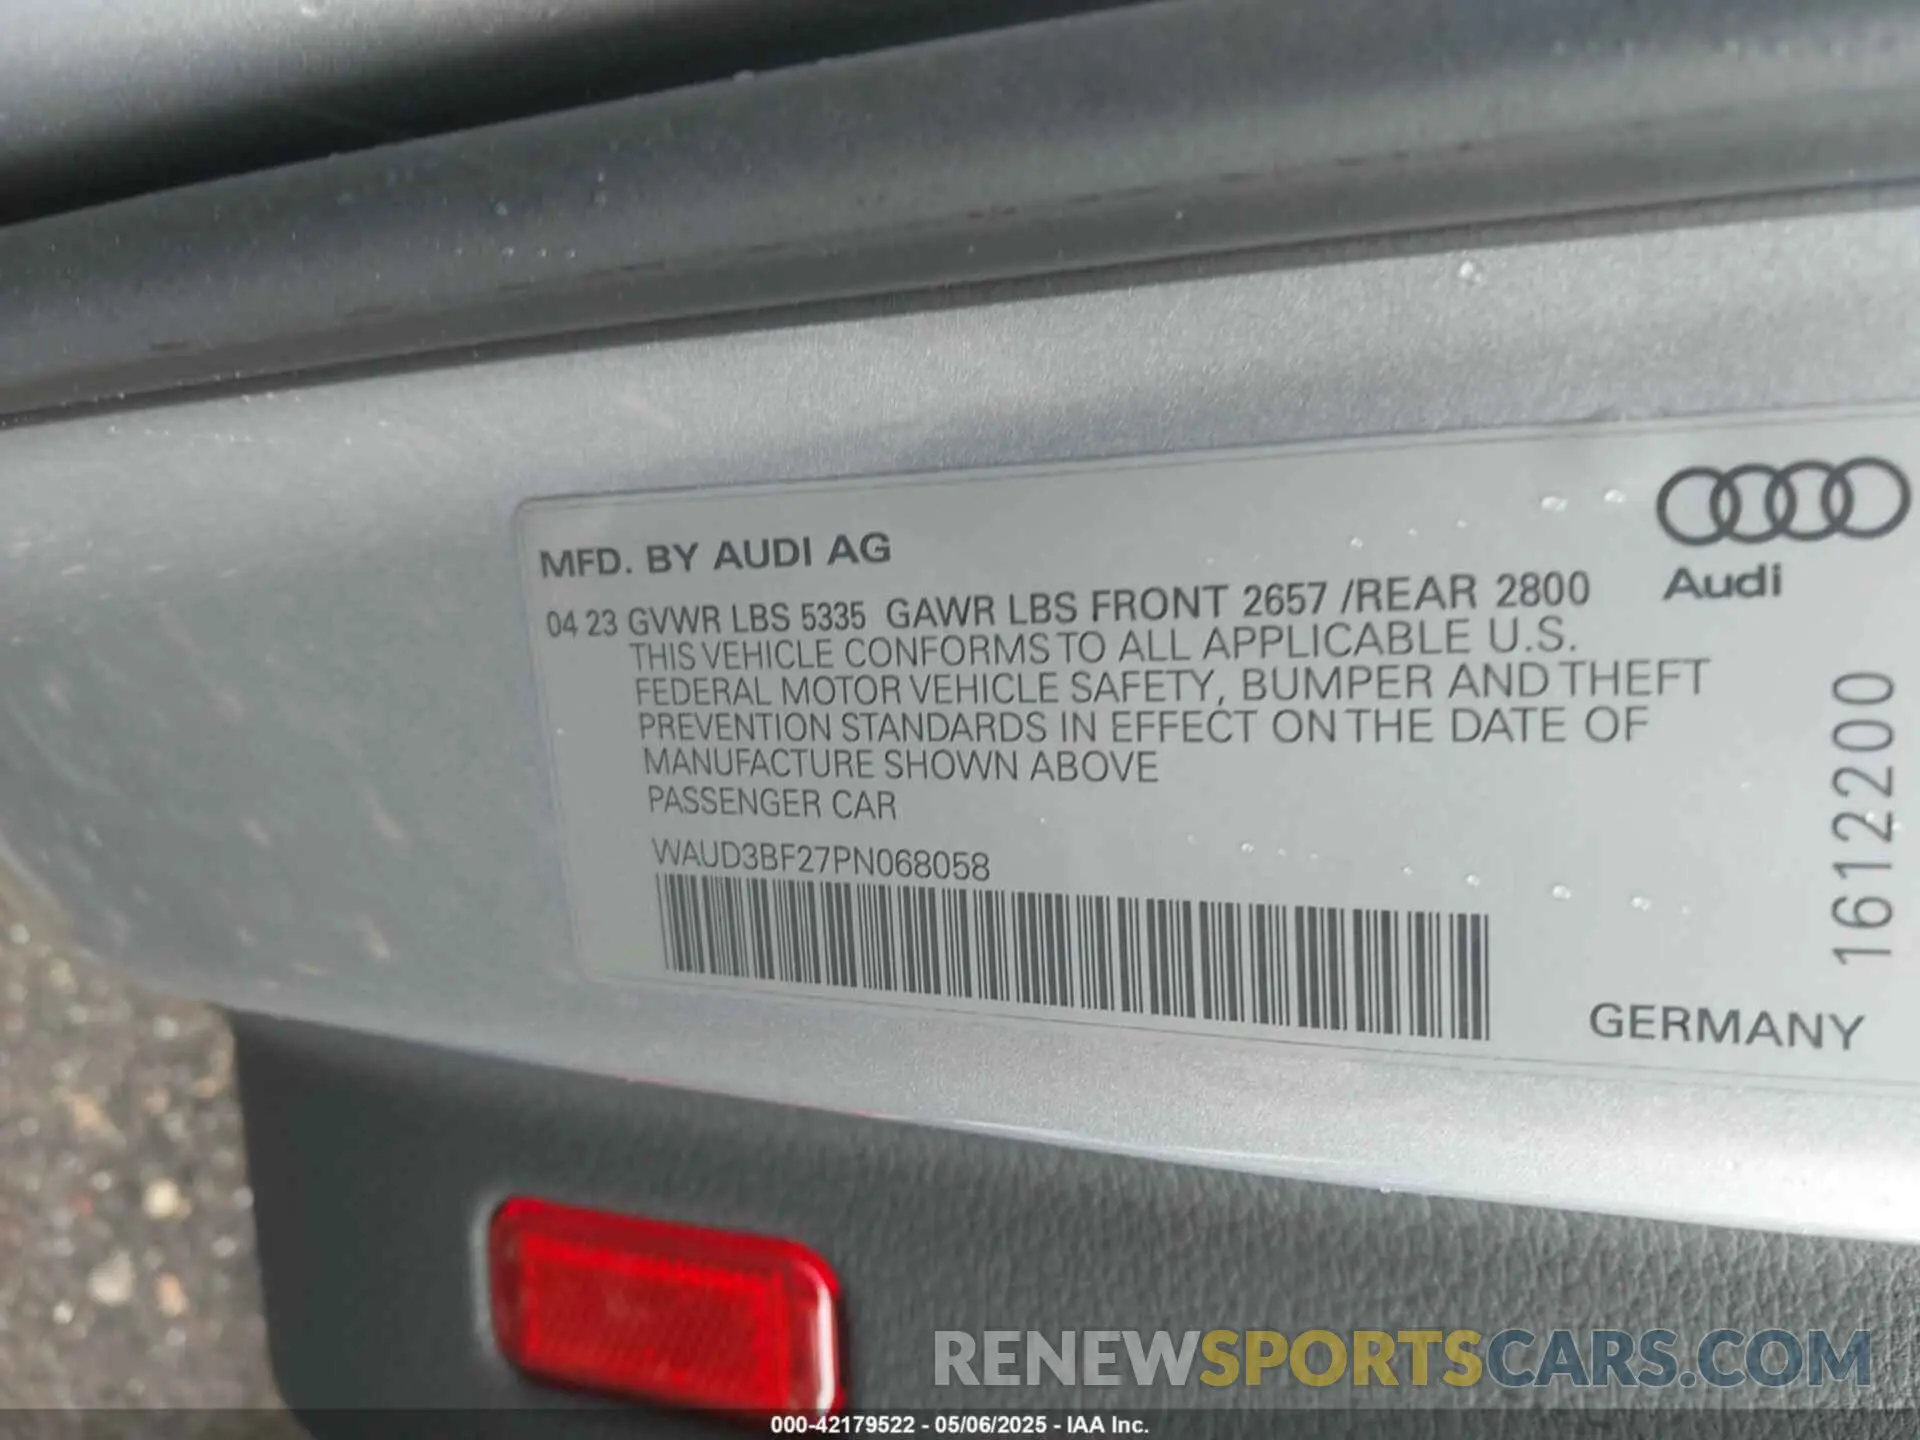 MFD. BY AUDI AG
Audi
04 23 GVWR LBS 5335 GAWR LBS FRONT 2657 /REAR 2800
THIS VEHICLE CONFORMS TO ALL APPLICABLE U.S.
FEDERAL MOTOR VEHICLE SAFETY, BUMPER AND THEFT
PREVENTION STANDARDS IN EFFECT ON THE DATE OF
MANUFACTURE SHOWN ABOVE
PASSENGER CAR
WAUD3BF27PN068058
1612200
GERMANY
RENEWSPORTSCARS.COM
000-42179522 - 05/06/2025 - IAA Inc.